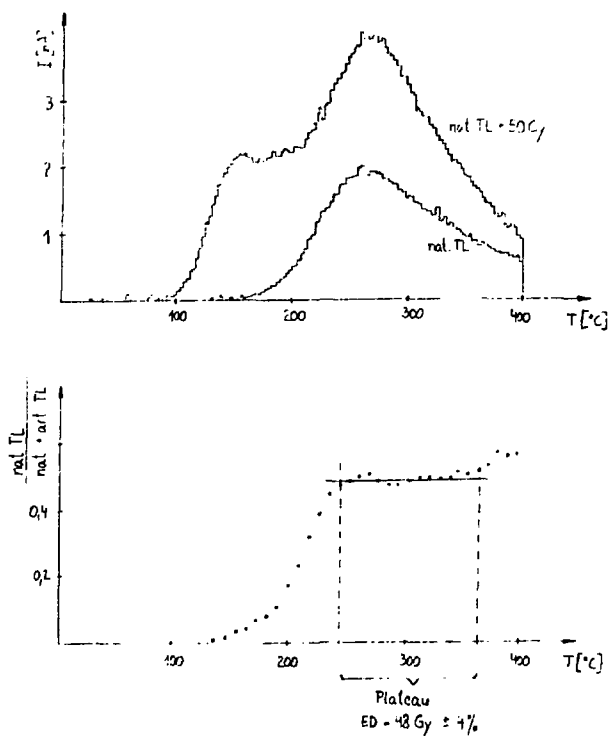 3
2
1
nat TL + 50 Gy
nat. TL
100
200
300
400
T [°C]
nat TL
nat + art TL
0,4
0,2
100
200
300
400
T [°C]
Plateau
ED = 48 Gy ± 4%